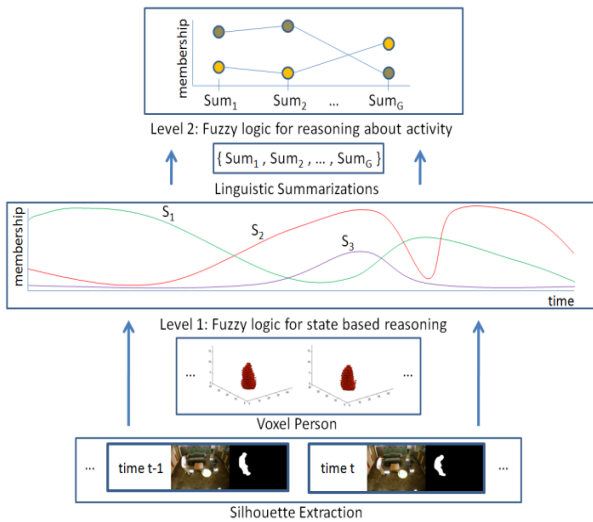 membership
Sum1 Sum2 ... SumG
Level 2: Fuzzy logic for reasoning about activity
{ Sum1 , Sum2 , ... , SumG }
Linguistic Summarizations
membership
S1
S2
S3
time
Level 1: Fuzzy logic for state based reasoning
... ...
Voxel Person
... time t-1 time t ...
Silhouette Extraction